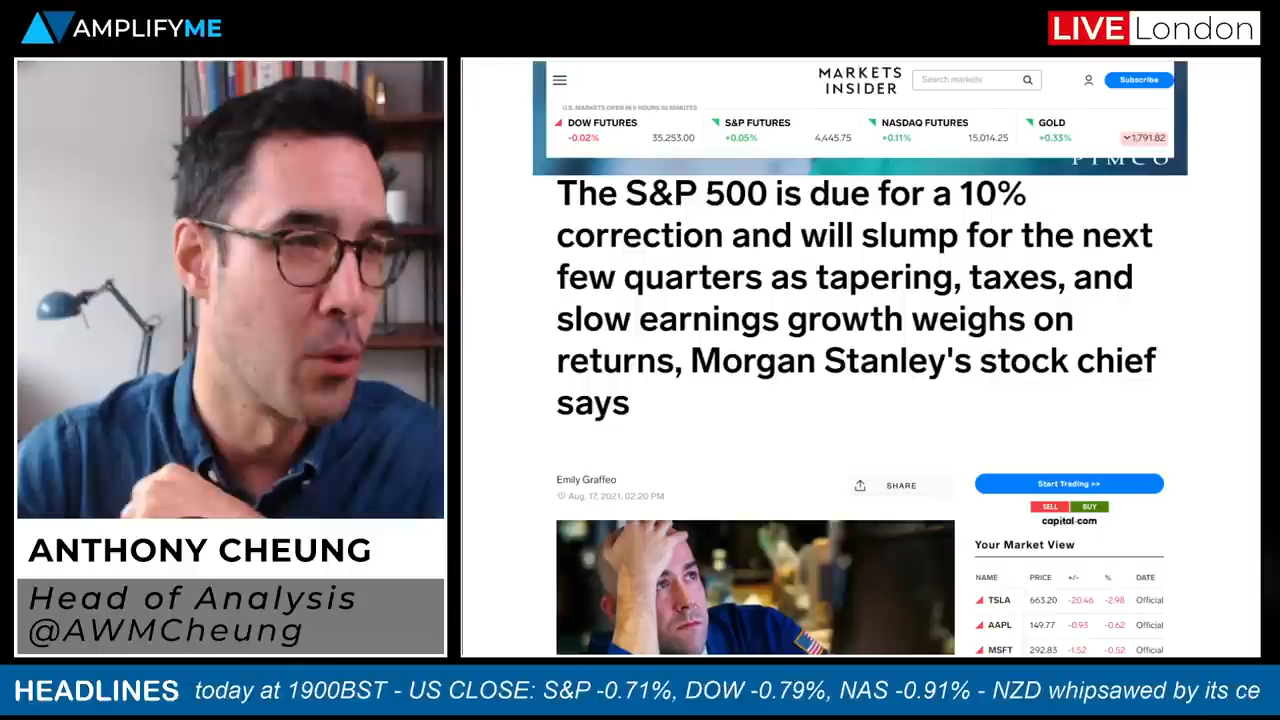 AMPLIFYME
LIVE London
MARKETS
INSIDER
Search markets
Subscribe
U.S. MARKETS OPEN IN
DOW FUTURES
-0.02% 35,253.00
S&P FUTURES
+0.05% 4,445.75
NASDAQ FUTURES
+0.11% 15,014.25
GOLD
+0.33% 1,791.82
PIMCO
The S&P 500 is due for a 10%
correction and will slump for the next
few quarters as tapering, taxes, and
slow earnings growth weighs on
returns, Morgan Stanley's stock chief
says
Emily Graffeo
Aug. 17, 2021, 02:20 PM
SHARE
Start Trading >>
SELL BUY
capital.com
Your Market View
NAME PRICE +/- % DATE
TSLA 663.20 -20.46 -2.98 Official
AAPL 149.77 -0.93 -0.62 Official
MSFT 292.83 -1.52 -0.52 Official
ANTHONY CHEUNG
Head of Analysis
@AWMCheung
HEADLINES today at 1900BST - US CLOSE: S&P -0.71%, DOW -0.79%, NAS -0.91% - NZD whipsawed by its ce